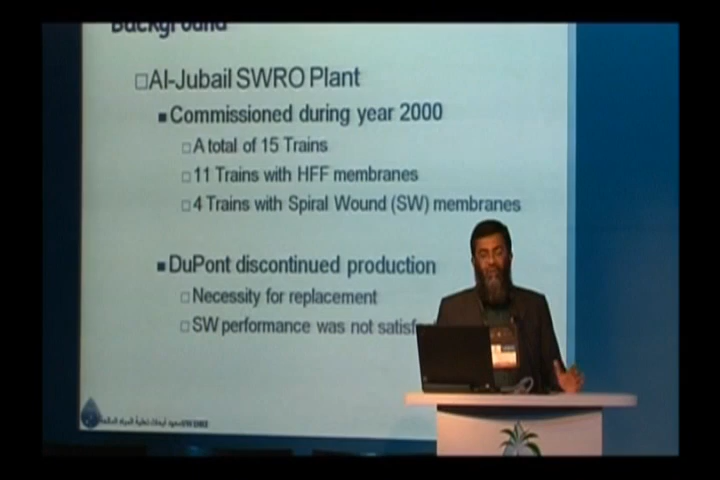 Background
□Al-Jubail SWRO Plant
■Commissioned during year 2000
□A total of 15 Trains
□11 Trains with HFF membranes
□4 Trains with Spiral Wound (SW) membranes
■DuPont discontinued production
□Necessity for replacement
□SW performance was not satisf